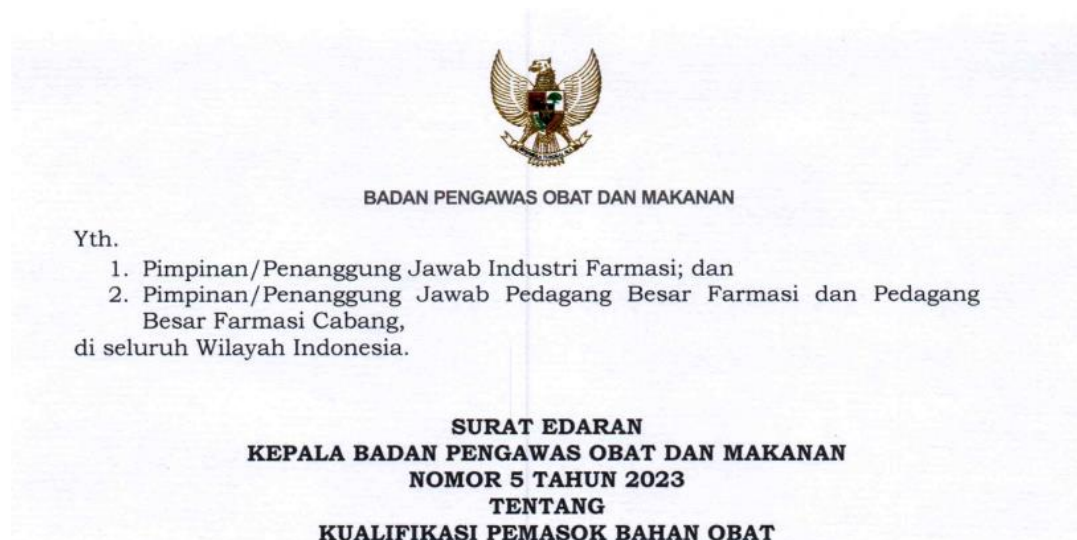 BADAN PENGAWAS OBAT DAN MAKANAN
Yth.
1. Pimpinan/Penanggung Jawab Industri Farmasi; dan
2. Pimpinan/Penanggung Jawab Pedagang Besar Farmasi dan Pedagang
Besar Farmasi Cabang,
di seluruh Wilayah Indonesia.
SURAT EDARAN
KEPALA BADAN PENGAWAS OBAT DAN MAKANAN
NOMOR 5 TAHUN 2023
TENTANG
KUALIFIKASI PEMASOK BAHAN OBAT